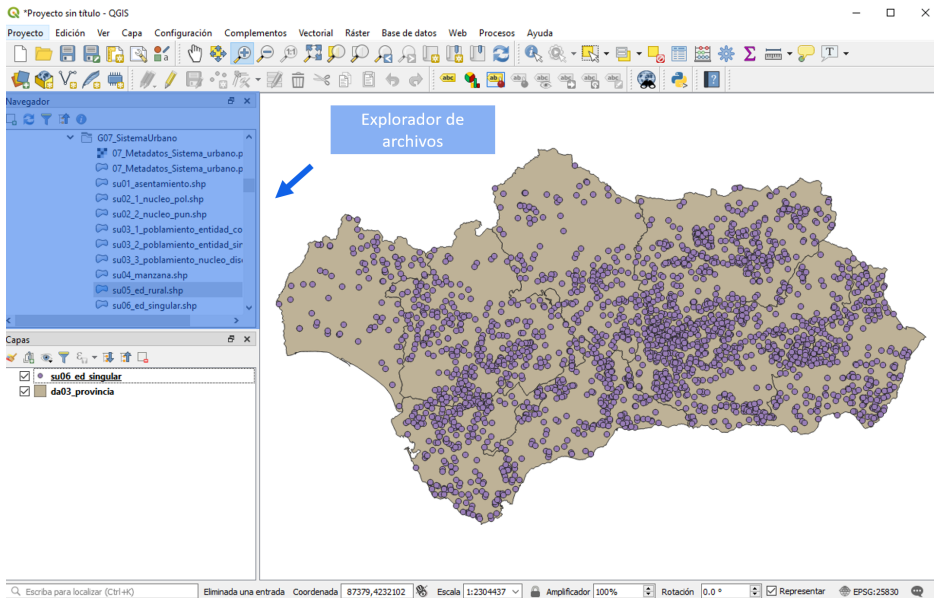 *Proyecto sin título - QGIS
Proyecto Edición Ver Capa Configuración Complementos Vectorial Ráster Base de datos Web Procesos Ayuda
Navegador
G07_SistemaUrbano
07_Metadatos_Sistema_urbano.p
07_Metadatos_Sistema_urbano.p
su01_asentamiento.shp
su02_1_nucleo_pol.shp
su02_2_nucleo_pun.shp
su03_1_poblamiento_entidad_co
su03_2_poblamiento_entidad_sin
su03_3_poblamiento_nucleo_dis
su04_manzana.shp
su05_ed_rural.shp
su06_ed_singular.shp
Explorador de
archivos
Capas
su06_ed_singular
da03_provincia
Escriba para localizar (Ctrl+K) Eliminada una entrada Coordenada 87379,4232102 Escala 1:2304437 Amplificador 100% Rotación 0.0 ° Representar EPSG:25830